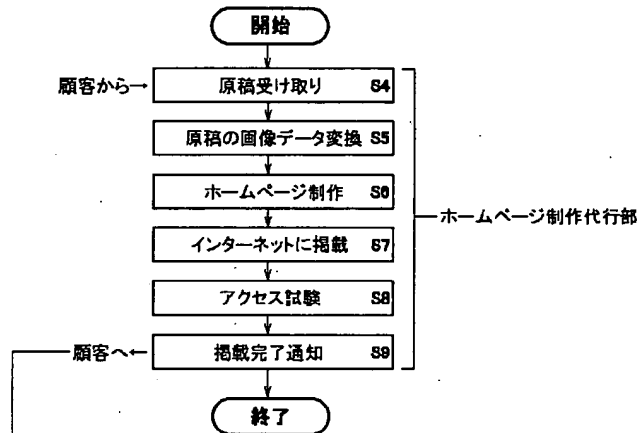 開始
顧客から→ 原稿受け取り S4
原稿の画像データ変換 S5
ホームページ制作 S6
ホームページ制作代行部
インターネットに掲載 S7
アクセス試験 S8
顧客へ← 掲載完了通知 S9
終了